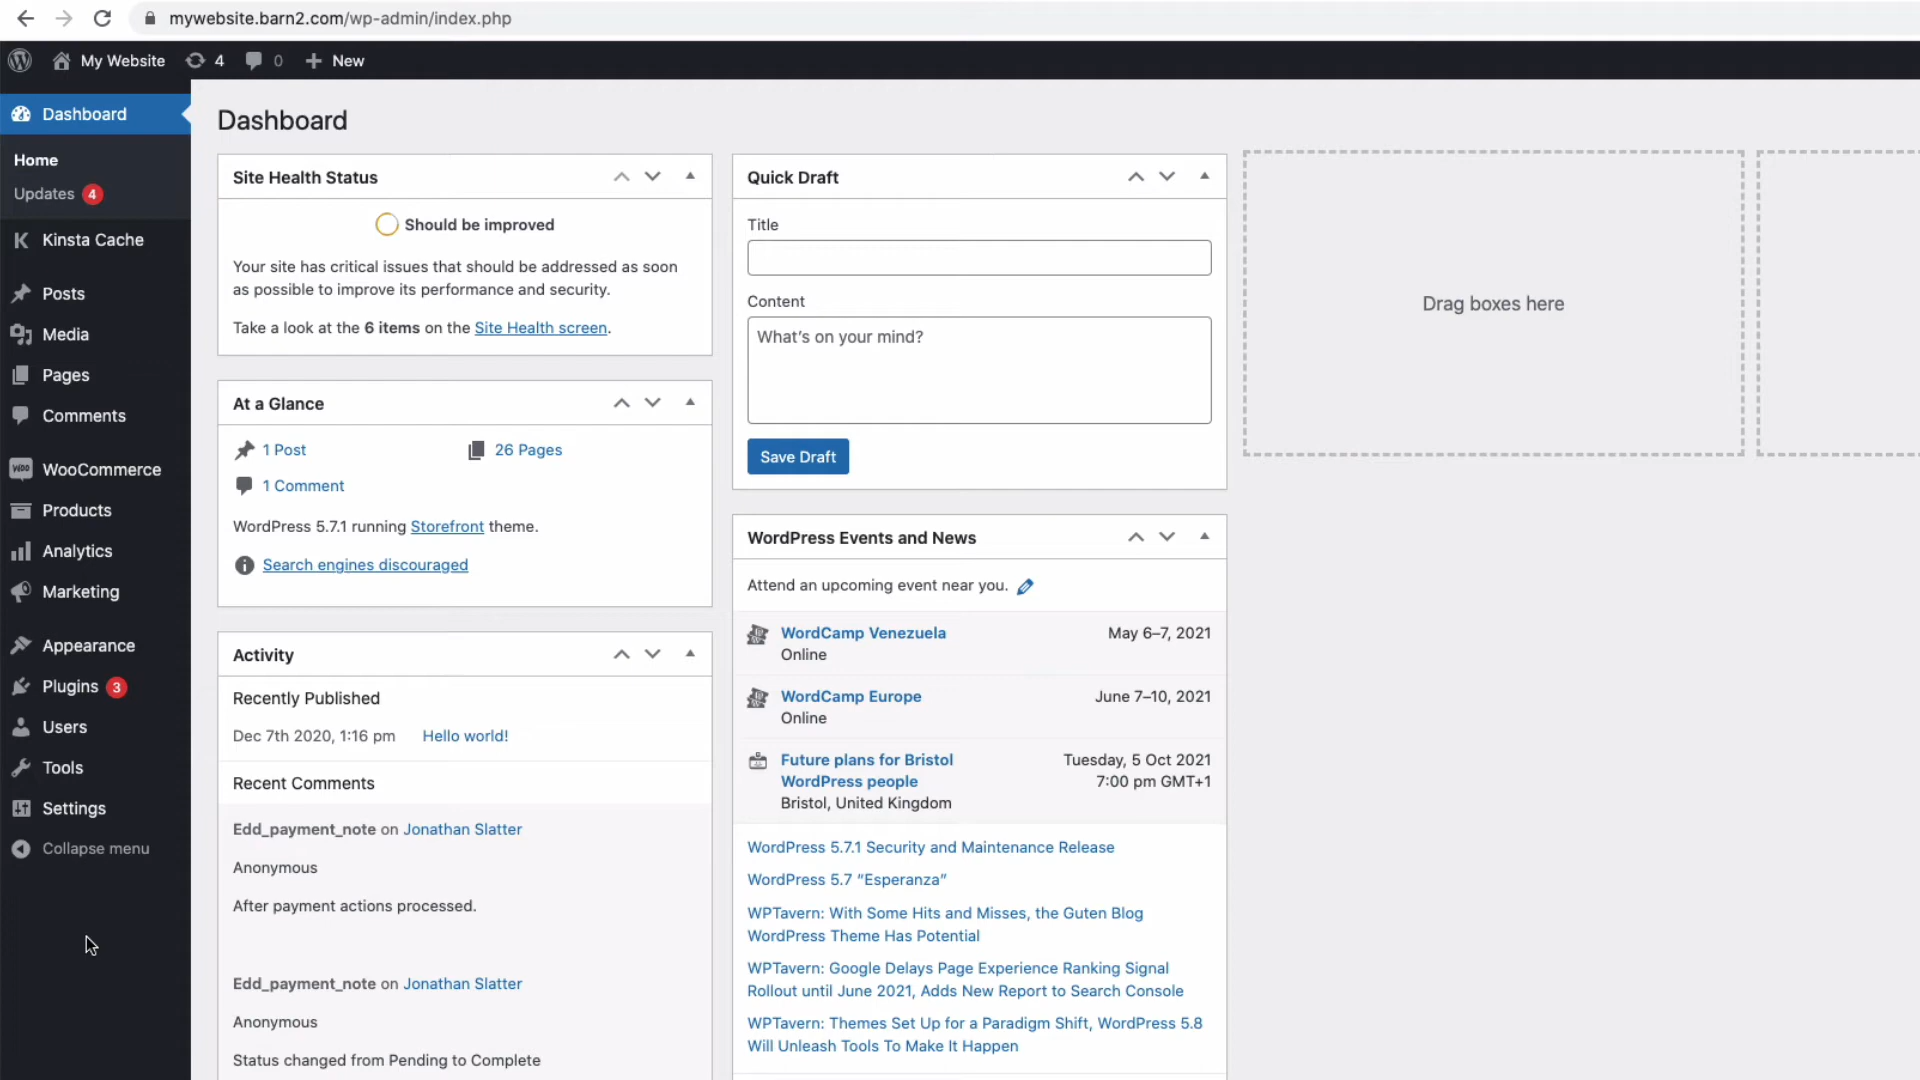 mywebsite.barn2.com/wp-admin/index.php
My Website
4
0
New
Dashboard
Home
Updates 4
Kinsta Cache
Posts
Media
Pages
Comments
WooCommerce
Products
Analytics
Marketing
Appearance
Plugins 3
Users
Tools
Settings
Collapse menu
Dashboard
Site Health Status
Should be improved
Your site has critical issues that should be addressed as soon
as possible to improve its performance and security.
Take a look at the 6 items on the Site Health screen.
At a Glance
1 Post
26 Pages
1 Comment
WordPress 5.7.1 running Storefront theme.
Search engines discouraged
Activity
Recently Published
Dec 7th 2020, 1:16 pm
Hello world!
Recent Comments
Edd_payment_note on Jonathan Slatter
Anonymous
After payment actions processed.
Edd_payment_note on Jonathan Slatter
Anonymous
Status changed from Pending to Complete
Quick Draft
Title
Content
What's on your mind?
Save Draft
WordPress Events and News
Attend an upcoming event near you.
WordCamp Venezuela
May 6–7, 2021
Online
WordCamp Europe
June 7–10, 2021
Online
Future plans for Bristol
Tuesday, 5 Oct 2021
WordPress people
7:00 pm GMT+1
Bristol, United Kingdom
WordPress 5.7.1 Security and Maintenance Release
WordPress 5.7 “Esperanza”
WPTavern: With Some Hits and Misses, the Guten Blog
WordPress Theme Has Potential
WPTavern: Google Delays Page Experience Ranking Signal
Rollout until June 2021, Adds New Report to Search Console
WPTavern: Themes Set Up for a Paradigm Shift, WordPress 5.8
Will Unleash Tools To Make It Happen
Drag boxes here